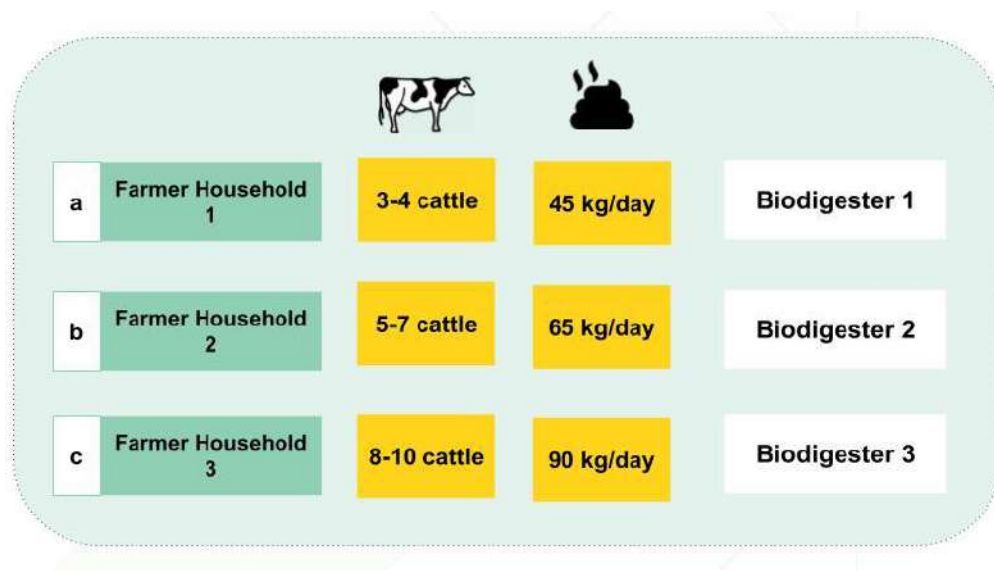 a
Farmer Household
1
3-4 cattle
45 kg/day
Biodigester 1
b
Farmer Household
2
5-7 cattle
65 kg/day
Biodigester 2
c
Farmer Household
3
8-10 cattle
90 kg/day
Biodigester 3